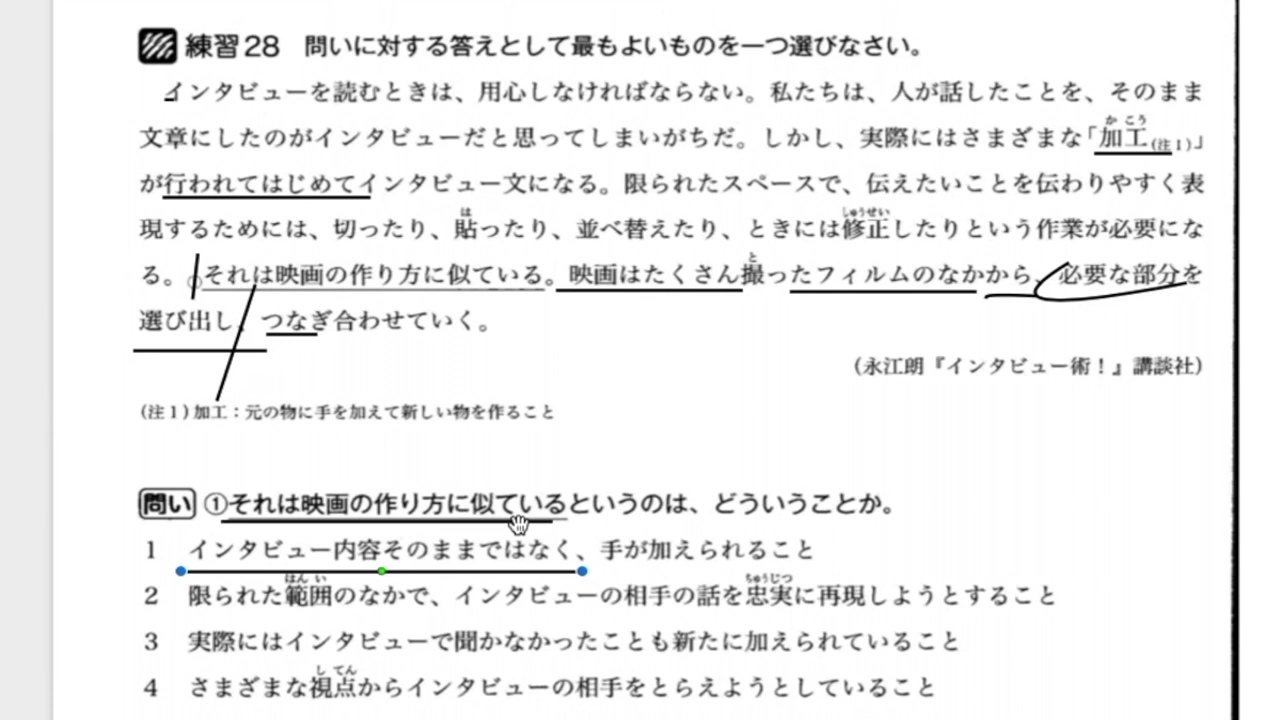 練習28 問いに対する答えとして最もよいものを一つ選びなさい。
インタビューを読むときは、用心しなければならない。私たちは、人が話したことを、そのまま
文章にしたのがインタビューだと思ってしまいがちだ。しかし、実際にはさまざまな「加工(注1)」
かこう
が行われてはじめてインタビュー文になる。限られたスペースで、伝えたいことを伝わりやすく表
現するためには、切ったり、貼ったり、並べ替えたり、ときには修正したりという作業が必要にな
は しゅうせい
る。①それは映画の作り方に似ている。映画はたくさん撮ったフィルムのなかから、必要な部分を
と
選び出し、つなぎ合わせていく。
(永江朗『インタビュー術!』講談社)
(注1)加工:元の物に手を加えて新しい物を作ること
問い ①それは映画の作り方に似ているというのは、どういうことか。
1 インタビュー内容そのままではなく、手が加えられること
2 限られた範囲のなかで、インタビューの相手の話を忠実に再現しようとすること
はんい ちゅうじつ
3 実際にはインタビューで聞かなかったことも新たに加えられていること
4 さまざまな視点からインタビューの相手をとらえようとしていること
してん